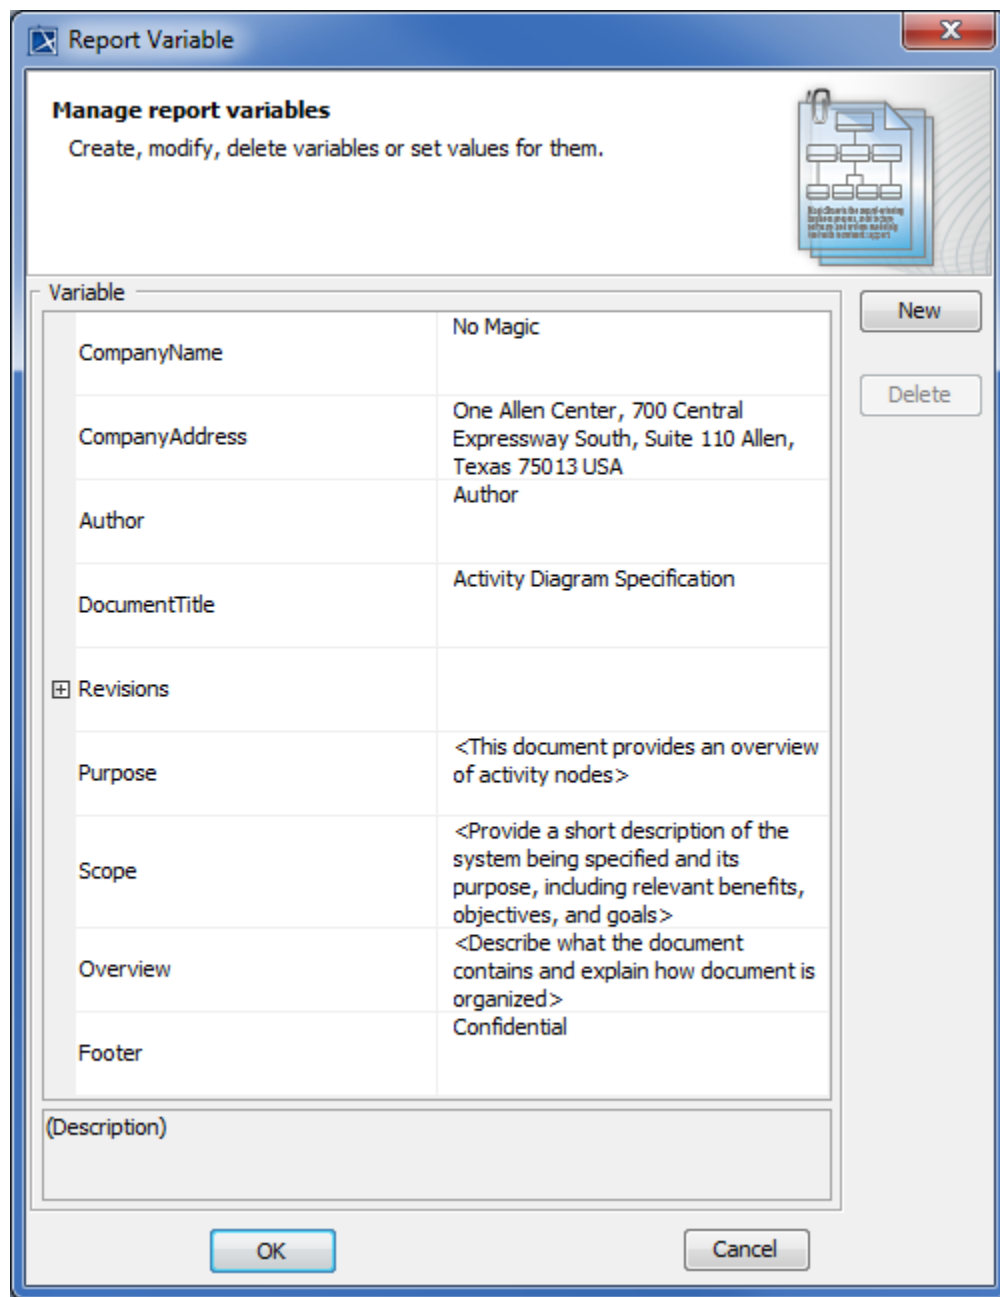 Report Variable
Manage report variables
Create, modify, delete variables or set values for them.
Variable
New
Delete
CompanyName
No Magic
CompanyAddress
One Allen Center, 700 Central
Expressway South, Suite 110 Allen,
Texas 75013 USA
Author
Author
DocumentTitle
Activity Diagram Specification
Revisions
Purpose
<This document provides an overview
of activity nodes>
Scope
<Provide a short description of the
system being specified and its
purpose, including relevant benefits,
objectives, and goals>
Overview
<Describe what the document
contains and explain how document is
organized>
Footer
Confidential
(Description)
OK
Cancel